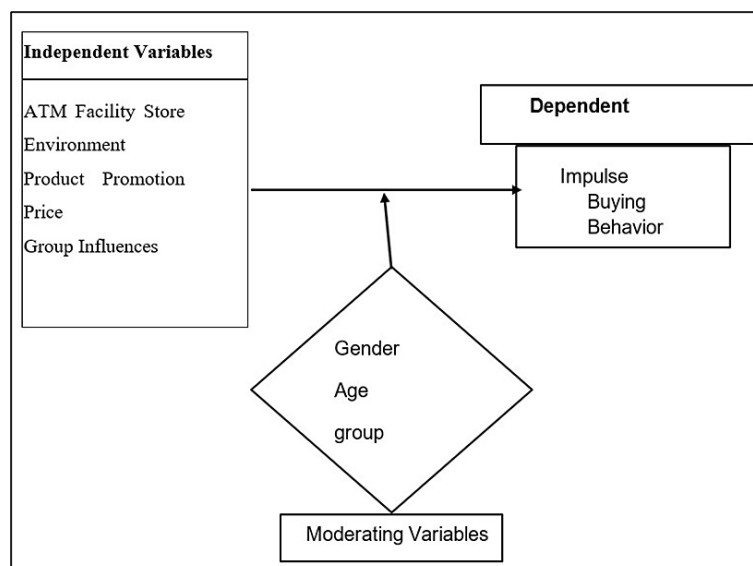 Independent Variables
ATM Facility Store
Environment
Product Promotion
Price
Group Influences
Dependent
Impulse
Buying
Behavior
Gender
Age
group
Moderating Variables